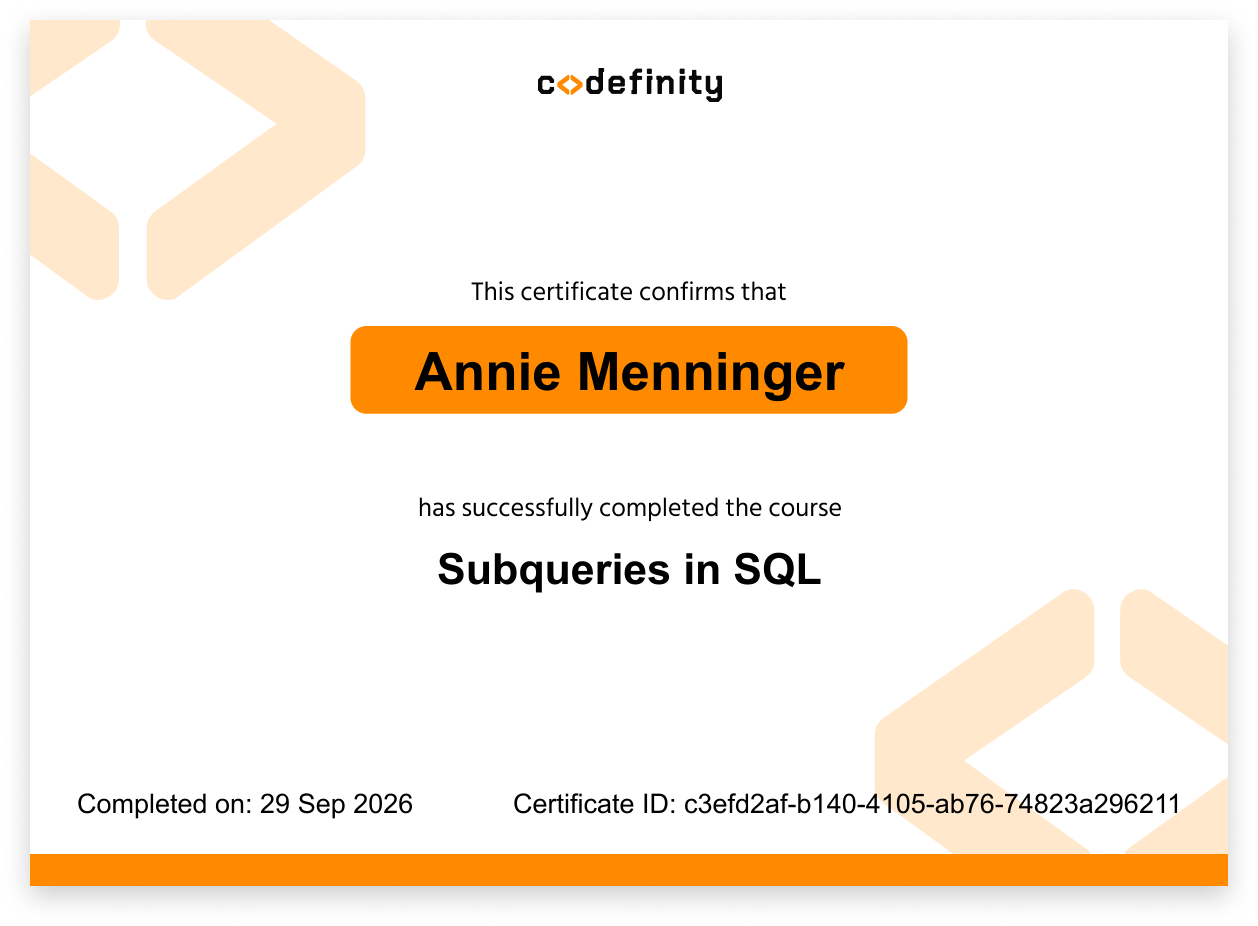 codefinity
This certificate confirms that
Annie Menninger
has successfully completed the course
Subqueries in SQL
Completed on: 29 Sep 2026
Certificate ID: c3efd2af-b140-4105-ab76-74823a296211